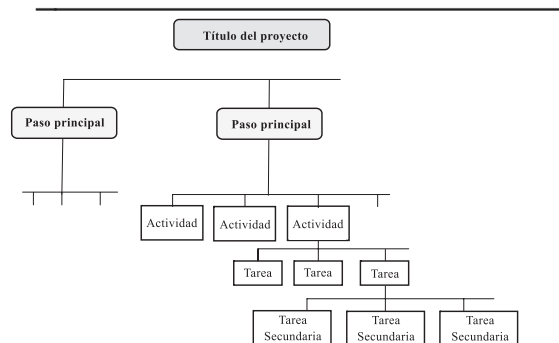 Título del proyecto
Paso principal
Paso principal
Actividad
Actividad
Actividad
Tarea
Tarea
Tarea
Tarea
Secundaria
Tarea
Secundaria
Tarea
Secundaria